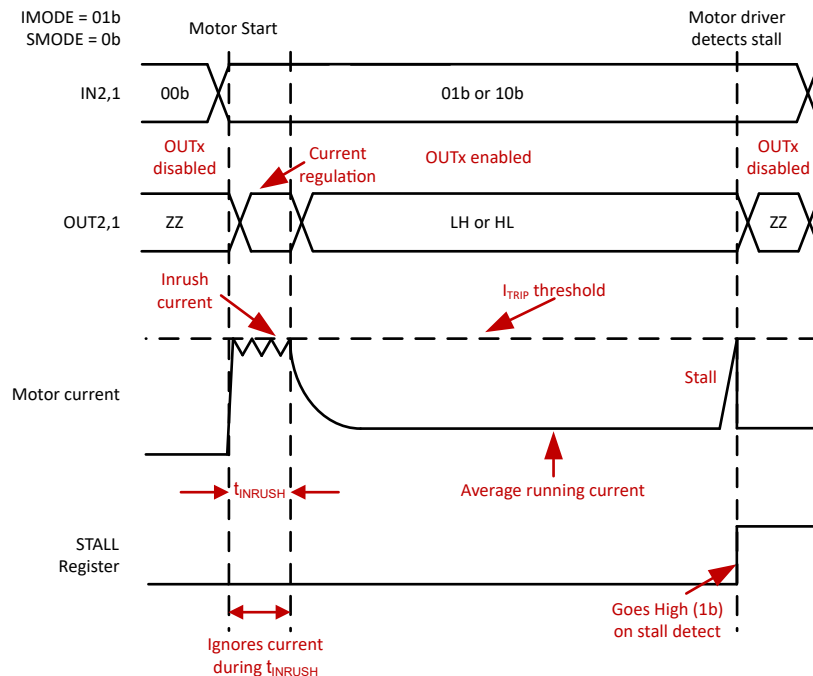 IMODE = 01b
SMODE = 0b
Motor Start
Motor driver
detects stall
IN2,1
00b
01b or 10b
OUTx
disabled
Current
regulation
OUTx enabled
OUTx
disabled
OUT2,1
ZZ
LH or HL
ZZ
Inrush
current
ITRIP threshold
Motor current
Stall
tINRUSH
Average running current
STALL
Register
Goes High (1b)
on stall detect
Ignores current
during tINRUSH